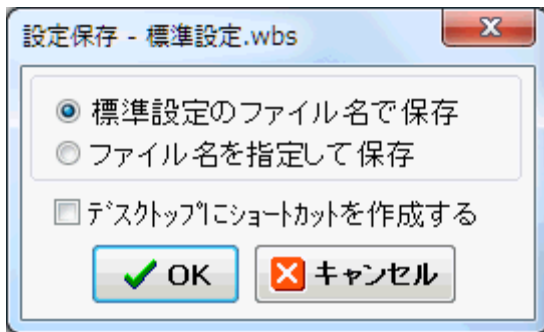 設定保存 - 標準設定.wbs
標準設定のファイル名で保存
ファイル名を指定して保存
ﾃﾞｽｸﾄｯﾌﾟにｼｮｰﾄｶｯﾄを作成する
OK
キャンセル